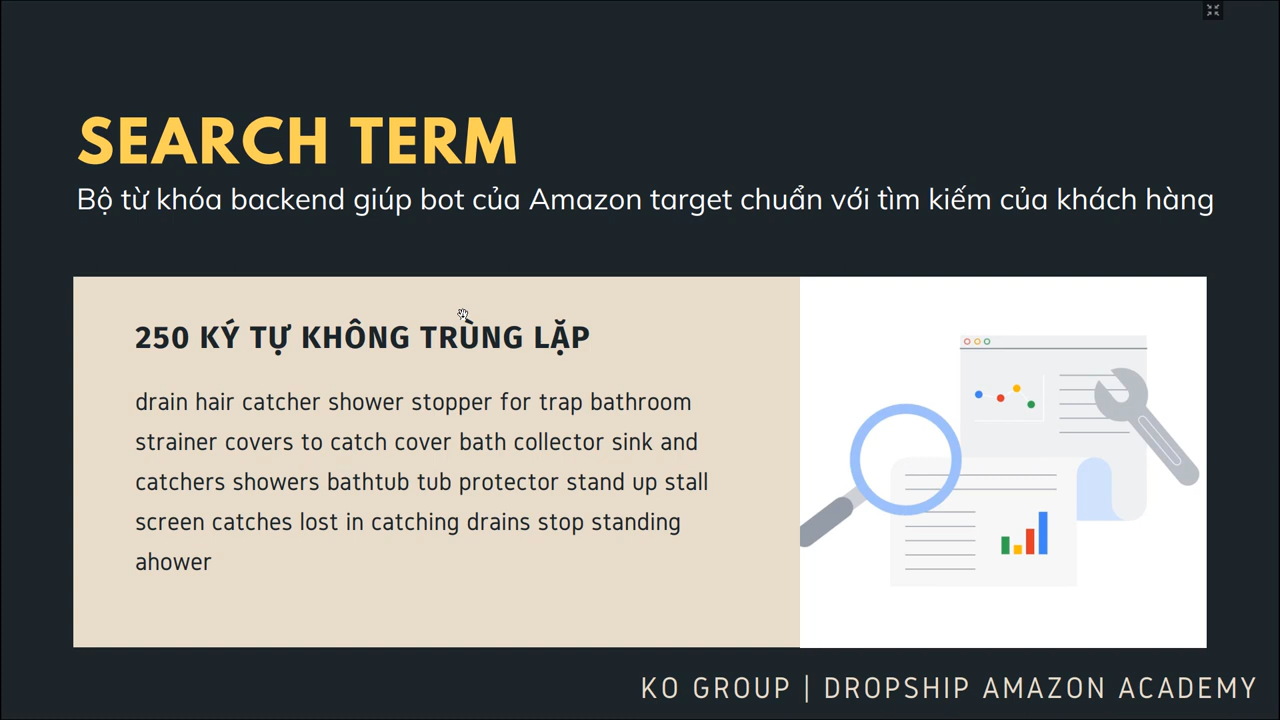 SEARCH TERM
Bộ từ khóa backend giúp bot của Amazon target chuẩn với tìm kiếm của khách hàng
250 KÝ TỰ KHÔNG TRÙNG LẶP
drain hair catcher shower stopper for trap bathroom
strainer covers to catch cover bath collector sink and
catchers showers bathtub tub protector stand up stall
screen catches lost in catching drains stop standing
ahower
KO GROUP | DROPSHIP AMAZON ACADEMY